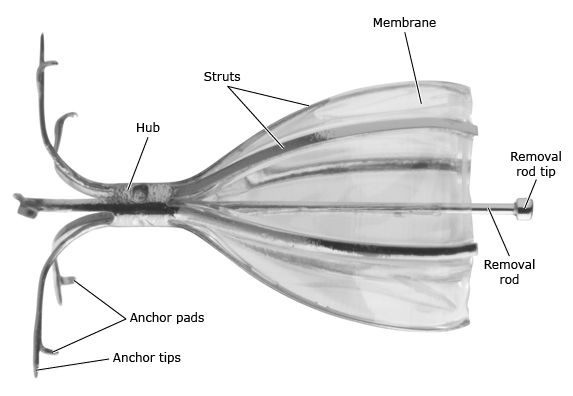 Membrane
Struts
Hub
Removal
rod tip
Removal
rod
Anchor pads
Anchor tips